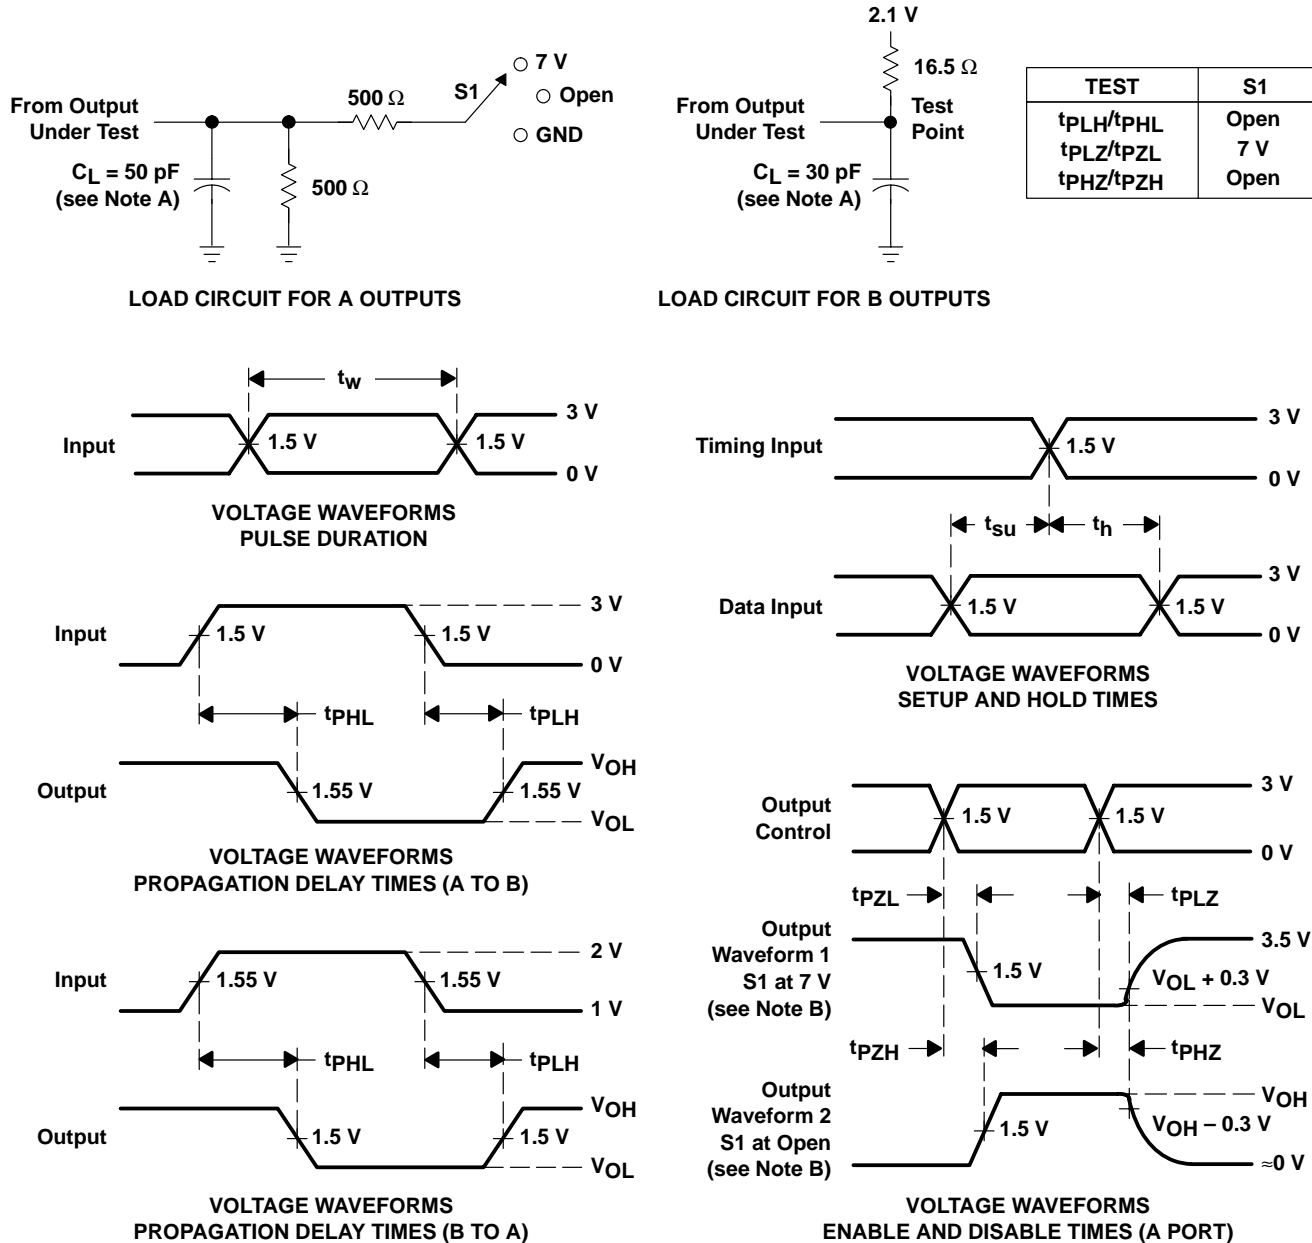 7 V
Open
GND
S1
500 Ω
From Output
Under Test
CL = 50 pF
(see Note A)
500 Ω
LOAD CIRCUIT FOR A OUTPUTS
2.1 V
16.5 Ω
From Output
Under Test
Test
Point
CL = 30 pF
(see Note A)
LOAD CIRCUIT FOR B OUTPUTS
TEST S1
tPLH/tPHL Open
tPLZ/tPZL 7 V
tPHZ/tPZH Open
tw
3 V
Input
1.5 V
1.5 V
0 V
VOLTAGE WAVEFORMS
PULSE DURATION
3 V
Timing Input
1.5 V
0 V
tsu
th
3 V
Data Input
1.5 V
1.5 V
0 V
VOLTAGE WAVEFORMS
SETUP AND HOLD TIMES
3 V
Input
1.5 V
1.5 V
0 V
tPHL
tPLH
VOH
Output
1.55 V
1.55 V
VOL
VOLTAGE WAVEFORMS
PROPAGATION DELAY TIMES (A TO B)
2 V
Input
1.55 V
1.55 V
1 V
tPHL
tPLH
VOH
Output
1.5 V
1.5 V
VOL
VOLTAGE WAVEFORMS
PROPAGATION DELAY TIMES (B TO A)
3 V
Output
Control
1.5 V
1.5 V
0 V
tPZL
tPLZ
Output
Waveform 1
S1 at 7 V
(see Note B)
3.5 V
1.5 V
VOL + 0.3 V
VOL
tPZH
tPHZ
Output
Waveform 2
S1 at Open
(see Note B)
VOH
1.5 V
VOH − 0.3 V
≈0 V
VOLTAGE WAVEFORMS
ENABLE AND DISABLE TIMES (A PORT)